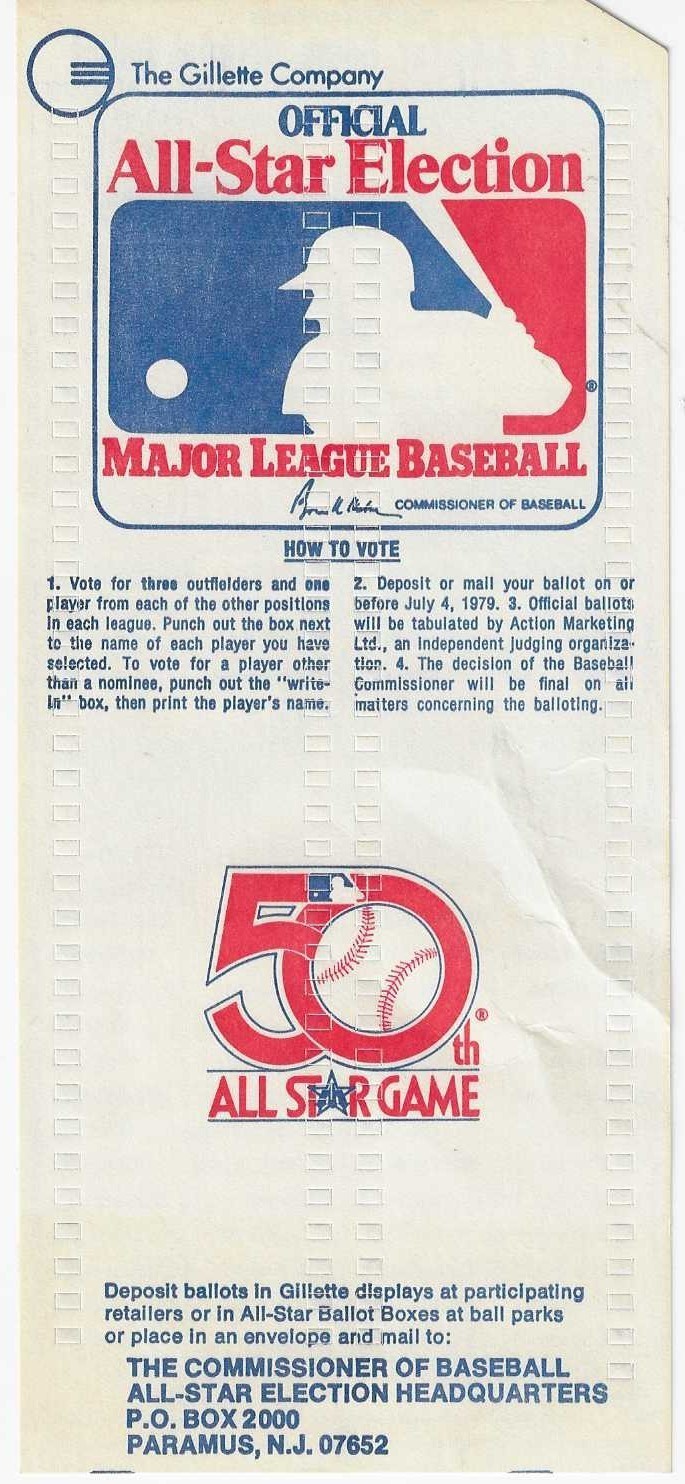 The Gillette Company
OFFICIAL
All-Star Election
®
MAJOR LEAGUE BASEBALL
COMMISSIONER OF BASEBALL
HOW TO VOTE
1. Vote for three outfielders and one
player from each of the other positions
in each league. Punch out the box next
to the name of each player you have
selected. To vote for a player other
than a nominee, punch out the "write-
in" box, then print the player's name.
2. Deposit or mail your ballot on or
before July 4, 1979. 3. Official ballots
will be tabulated by Action Marketing
Ltd., an independent judging organiza-
tion. 4. The decision of the Baseball
Commissioner will be final on all
matters concerning the balloting.
50
th
®
ALL STAR GAME
Deposit ballots in Gillette displays at participating
retailers or in All-Star Ballot Boxes at ball parks
or place in an envelope and mail to:
THE COMMISSIONER OF BASEBALL
ALL-STAR ELECTION HEADQUARTERS
P.O. BOX 2000
PARAMUS, N.J. 07652